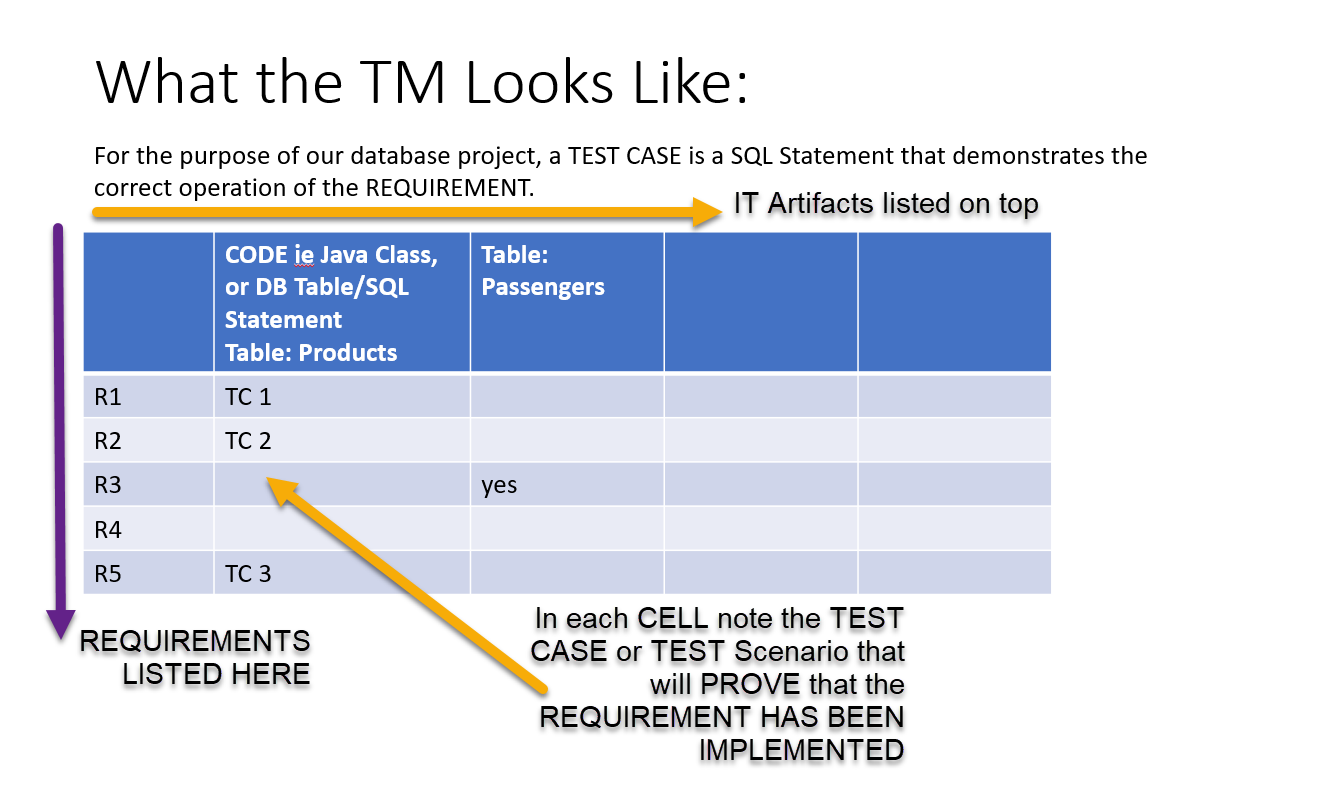 What the TM Looks Like:
For the purpose of our database project, a TEST CASE is a SQL Statement that demonstrates the
correct operation of the REQUIREMENT.
IT Artifacts listed on top
CODE ie Java Class,
or DB Table/SQL
Statement
Table: Products
Table:
Passengers
R1 TC 1
R2 TC 2
R3 yes
R4
R5 TC 3
REQUIREMENTS
LISTED HERE
In each CELL note the TEST
CASE or TEST Scenario that
will PROVE that the
REQUIREMENT HAS BEEN
IMPLEMENTED